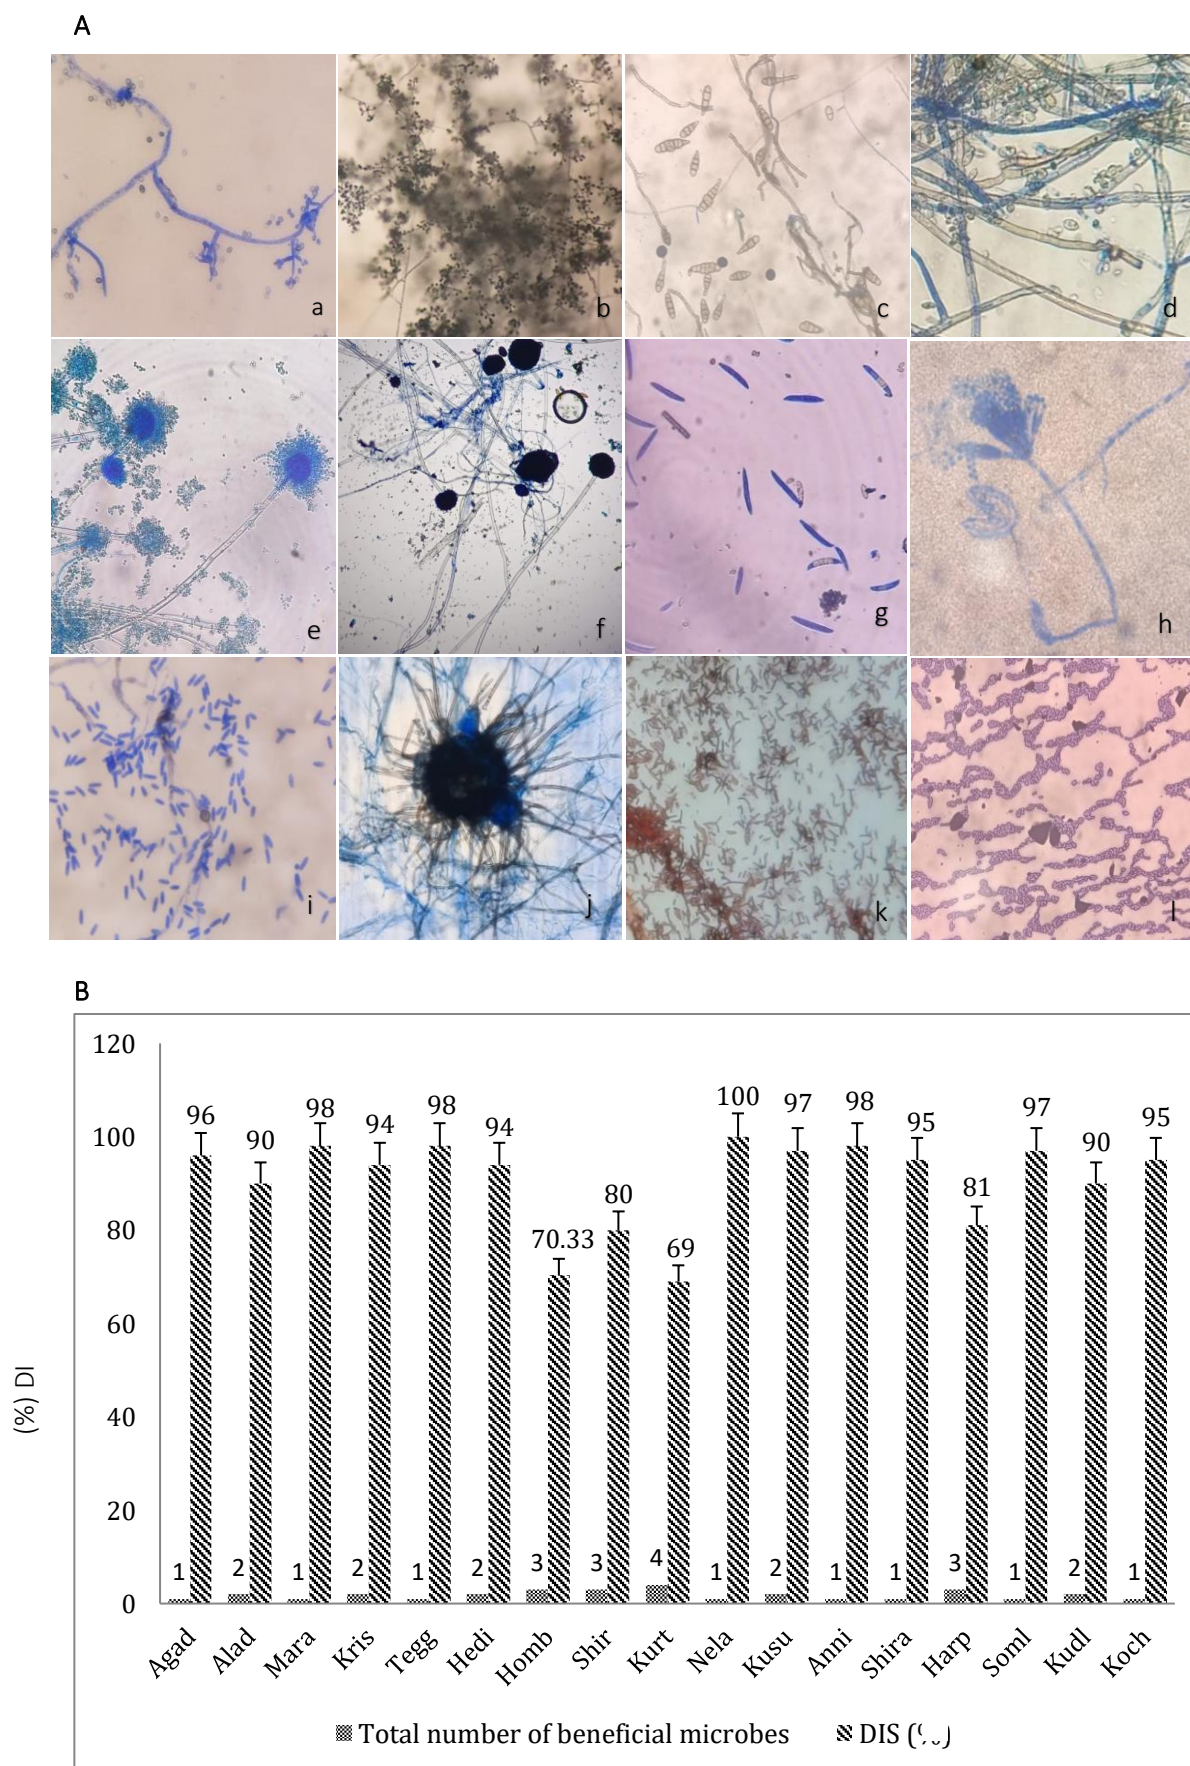 A
a b c d
e f g h
i j k l
B
(%) DI
120
100
80
60
40
20
0
96 90 98 94 98 94 70.33 80 69 100 97 98 95 81 97 90 95
1 2 1 2 1 2 3 3 4 1 2 1 1 3 1 2 1
Agad Alad Mara Kris Tegg Hedi Homb Shir Kurt Nela Kusu Anni Shira Harp Soml Kudl Koch
Total number of beneficial microbes DIS